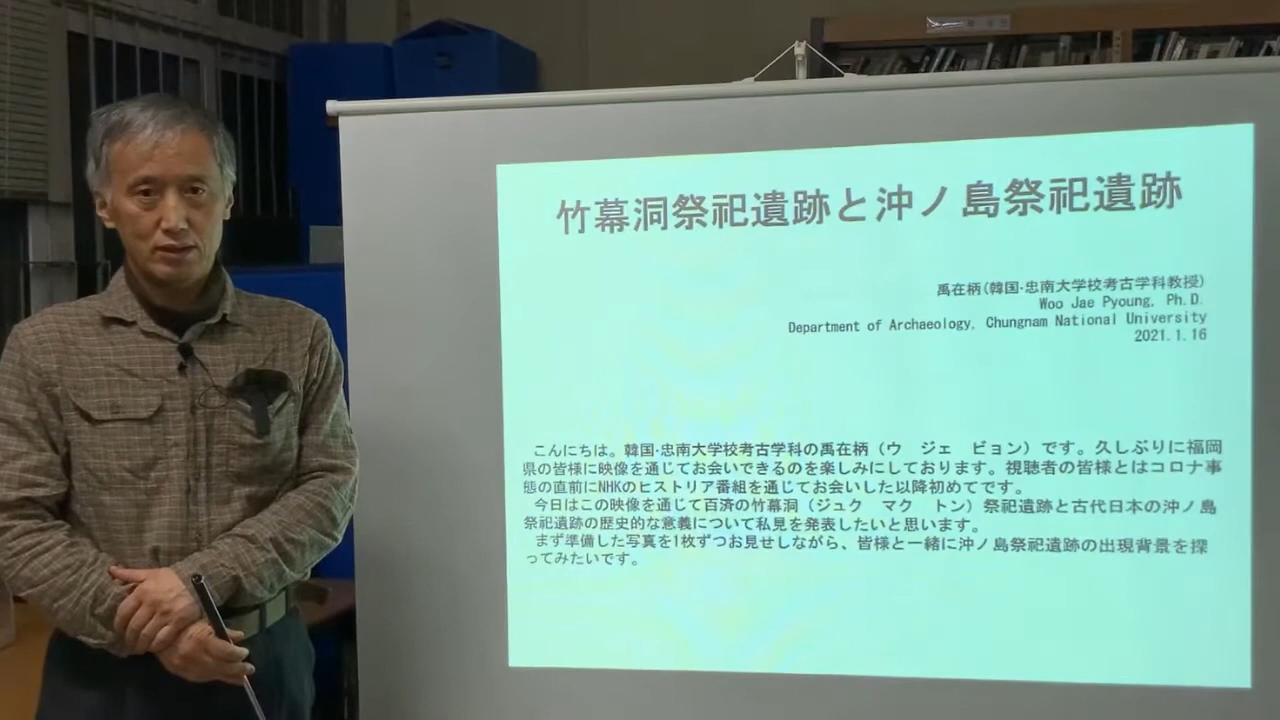 竹幕洞祭祀遺跡と沖ノ島祭祀遺跡
禹在柄(韓国·忠南大学校考古学科教授)
Woo Jae Pyoung, Ph.D.
Department of Archaeology, Chungnam National University
2021.1.16
こんにちは。韓国·忠南大学校考古学科の禹在柄（ウ　ジェ　ビョン）です。久しぶりに福岡
県の皆様に映像を通じてお会いできるのを楽しみにしております。視聴者の皆様とはコロナ事
態の直前にNHKのヒストリア番組を通じてお会いした以降初めてです。
今日はこの映像を通じて百済の竹幕洞（ジュク　マク　トン）祭祀遺跡と古代日本の沖ノ島
祭祀遺跡の歴史的な意義について私見を発表したいと思います。
まず準備した写真を1枚ずつお見せしながら、皆様と一緒に沖ノ島祭祀遺跡の出現背景を探
ってみたいです。